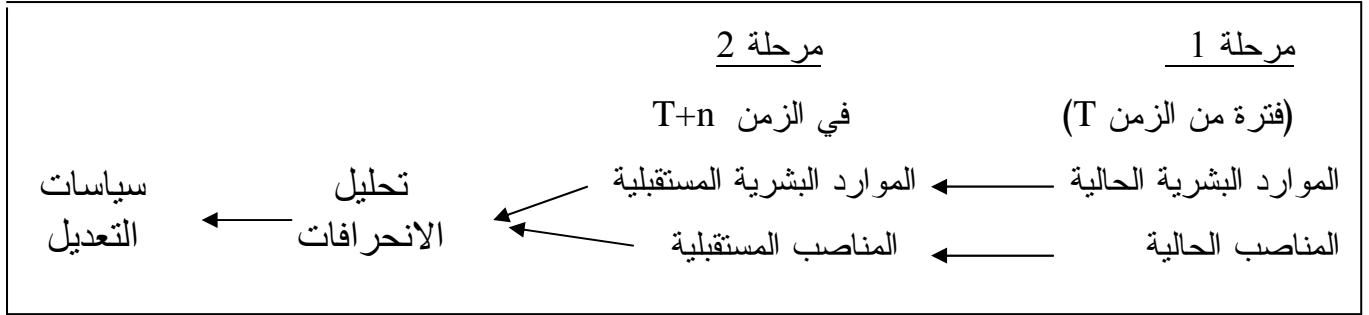 مرحلة 1
مرحلة 2
(فترة من الزمن T)
في الزمن T+n
الموارد البشرية الحالية
الموارد البشرية المستقبلية
تحليل
سياسات
المناصب الحالية
المناصب المستقبلية
الانحرافات
التعديل